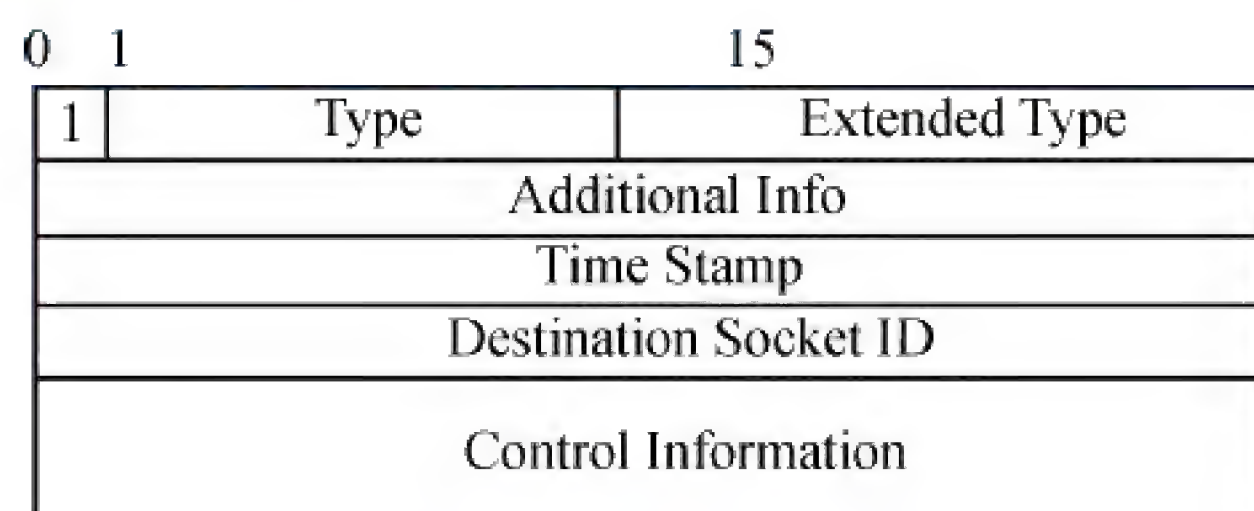 0 1 15
1 Type Extended Type
Additional Info
Time Stamp
Destination Socket ID
Control Information